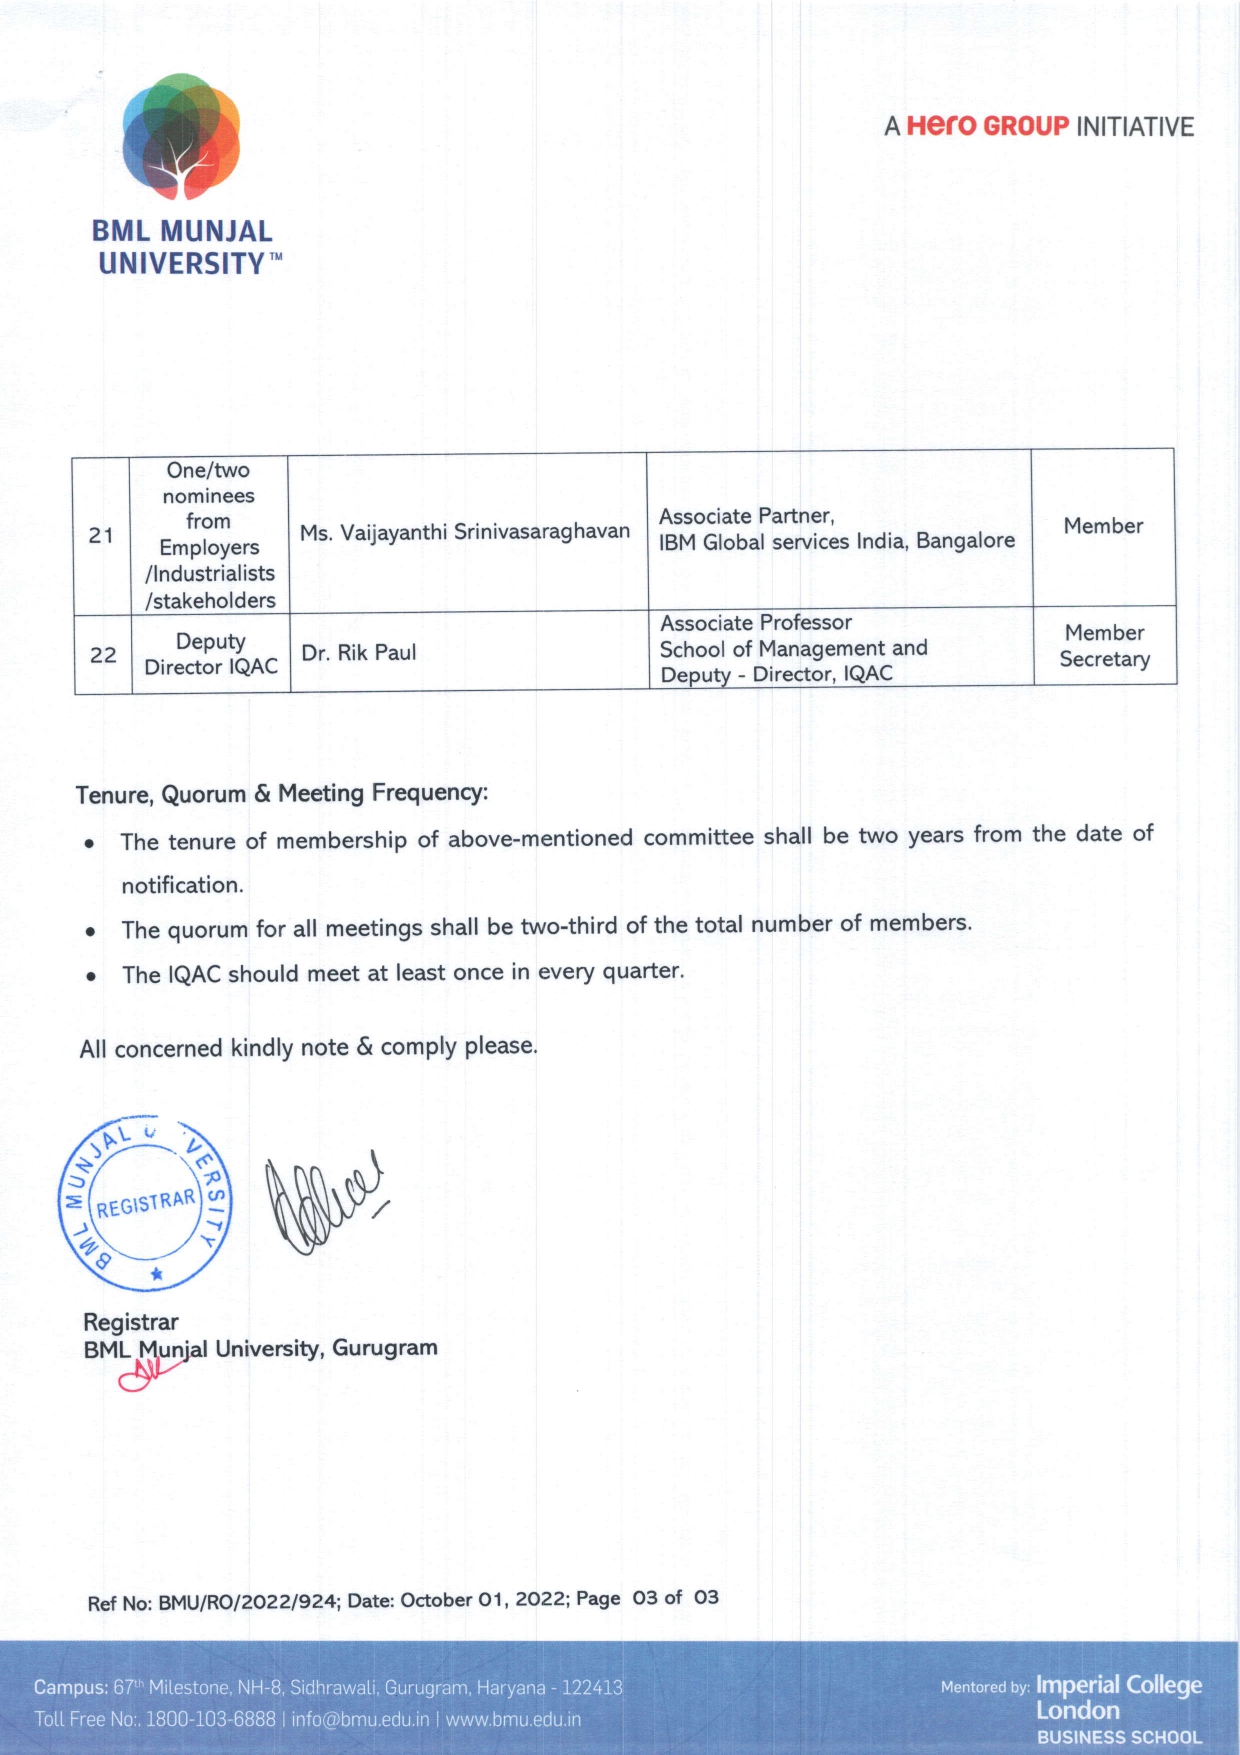 A Hero GROUP INITIATIVE
BML MUNJAL
UNIVERSITY™
21
One/two
nominees
from
Employers
/Industrialists
/stakeholders
Ms. Vaijayanthi Srinivasaraghavan
Associate Partner,
IBM Global services India, Bangalore
Member
22
Deputy
Director IQAC
Dr. Rik Paul
Associate Professor
School of Management and
Deputy - Director, IQAC
Member
Secretary
Tenure, Quorum & Meeting Frequency:
• The tenure of membership of above-mentioned committee shall be two years from the date of
notification.
• The quorum for all meetings shall be two-third of the total number of members.
• The IQAC should meet at least once in every quarter.
All concerned kindly note & comply please.
BML MUNJAL U VERSITY
REGISTRAR
Registrar
BML Munjal University, Gurugram
Ref No: BMU/RO/2022/924; Date: October 01, 2022; Page 03 of 03
Campus: 67th Milestone, NH-8, Sidhrawali, Gurugram, Haryana - 122413
Toll Free No:. 1800-103-6888 | info@bmu.edu.in | www.bmu.edu.in
Mentored by: Imperial College
London
BUSINESS SCHOOL